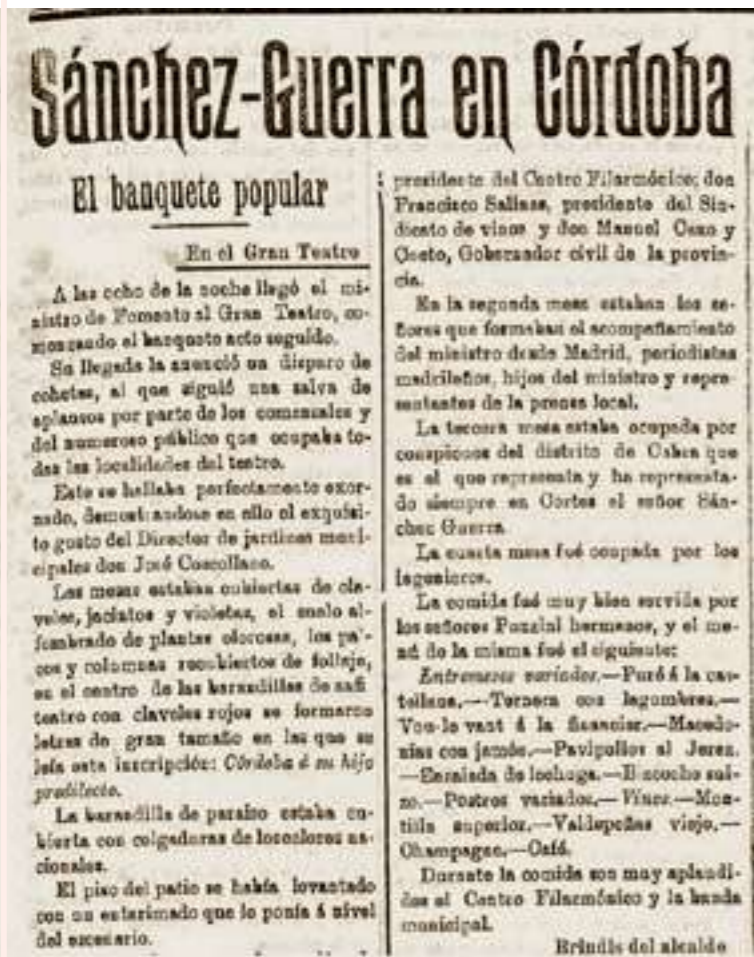 Sánchez-Guerra en Córdoba
El banquete popular
En el Gran Teatro
A las ocho de la noche llegó el mi-
nistro de Fomento al Gran Teatro, co-
menzando el banquete acto seguido.
Su llegada la anunció un disparo de
cohetes, al que siguió una salva de
aplausos por parte de los comensales y
del numeroso público que ocupaba to-
das las localidades del teatro.
Este se hallaba perfectamente exor-
nado, demostrandose en ello el exquisi-
to gusto del Director de jardines muni-
cipales don José Coscollano.
Las mesas estaban cubiertas de cla-
veles, jacintos y violetas, el suelo al-
fombrado de plantas olorosas, los pal-
cos y columnas recubiertos de follaje,
en el centro de las barandillas de anfi
teatro con claveles rojos se formaron
letras de gran tamaño en las que se
leía esta inscripción: Córdoba á su hijo
predilecto.
La barandilla de paraiso estaba cu-
bierta con colgaduras de los colores na-
cionales.
El piso del patio se había levantado
con un entarimado que lo ponía á nivel
del escenario.
presidente del Centro Filarmónico; don
Francisco Salinas, presidente del Sin-
dicato de vinos y don Manuel Cano y
Cueto, Gobernador civil de la provin-
cia.
En la segunda mesa estaban los se-
ñores que formaban el acompañamiento
del ministro desde Madrid, periodistas
madrileños, hijos del ministro y repre-
sentantes de la prensa local.
La tercera mesa estaba ocupada por
conspicuos del distrito de Cabra que
es el que representa y ha representa-
do siempre en Cortes el señor Sán-
chez Guerra
La cuarta mesa fué ocupada por los
Ingenieros.
La comida fué muy bien servida por
los señores Puzzini hermanos, y el me-
nú de la misma fué el siguiente:
Entremeses variados.—Puré á la cas-
tellana.—Ternera con legumbres.—
Vou-le vant á la financier.—Macedo-
nias con jamón.—Pavipollos al Jerez.
—Ensalada de lechuga.—Biscocho
—Postres variados.—Vinos.—Mon-
tilla superior.—Valdepeñas viejo.—
Champagne.—Café.
Durante la comida son muy aplaudi-
dos el Centro Filarmónico y la banda
municipal.
Brindis del alcalde